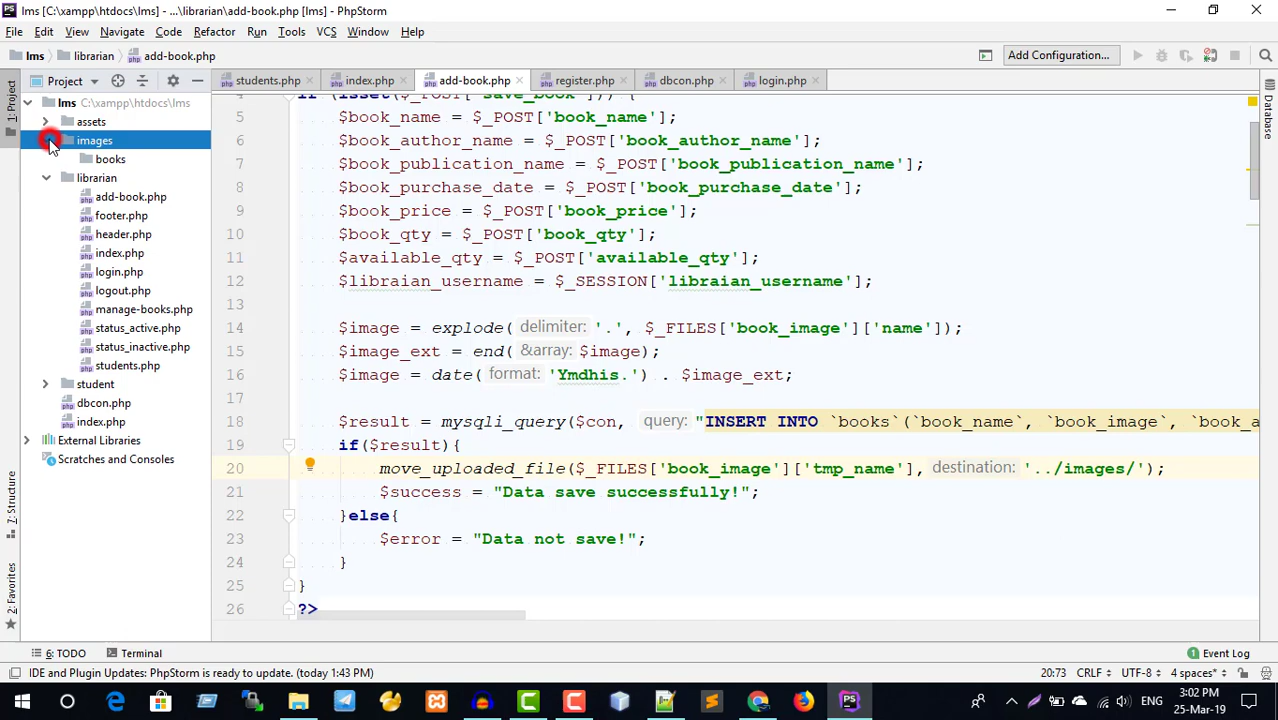 lms [C:\xampp\htdocs\lms] - ...\librarian\add-book.php [lms] - PhpStorm
File Edit View Navigate Code Refactor Run Tools VCS Window Help
lms librarian add-book.php Add Configuration...
Project students.php index.php add-book.php register.php dbcon.php login.php
1: Project
7: Structure
2: Favorites
Database
lms C:\xampp\htdocs\lms
assets
images
books
librarian
add-book.php
footer.php
header.php
index.php
login.php
logout.php
manage-books.php
status_active.php
status_inactive.php
students.php
student
dbcon.php
index.php
External Libraries
Scratches and Consoles
4 if (isset($_POST['save_book'])) {
5 $book_name = $_POST['book_name'];
6 $book_author_name = $_POST['book_author_name'];
7 $book_publication_name = $_POST['book_publication_name'];
8 $book_purchase_date = $_POST['book_purchase_date'];
9 $book_price = $_POST['book_price'];
10 $book_qty = $_POST['book_qty'];
11 $available_qty = $_POST['available_qty'];
12 $libraian_username = $_SESSION['libraian_username'];
13
14 $image = explode( delimiter: '.', $_FILES['book_image']['name']);
15 $image_ext = end( &array: $image);
16 $image = date( format: 'Ymdhis.') . $image_ext;
17
18 $result = mysqli_query($con, query: "INSERT INTO `books`(`book_name`, `book_image`, `book_a
19 if($result){
20 move_uploaded_file($_FILES['book_image']['tmp_name'], destination: '../images/');
21 $success = "Data save successfully!";
22 }else{
23 $error = "Data not save!";
24 }
25 }
26 ?>
6: TODO Terminal 1 Event Log
IDE and Plugin Updates: PhpStorm is ready to update. (today 1:43 PM) 20:73 CRLF UTF-8 4 spaces*
ENG 3:02 PM
25-Mar-19